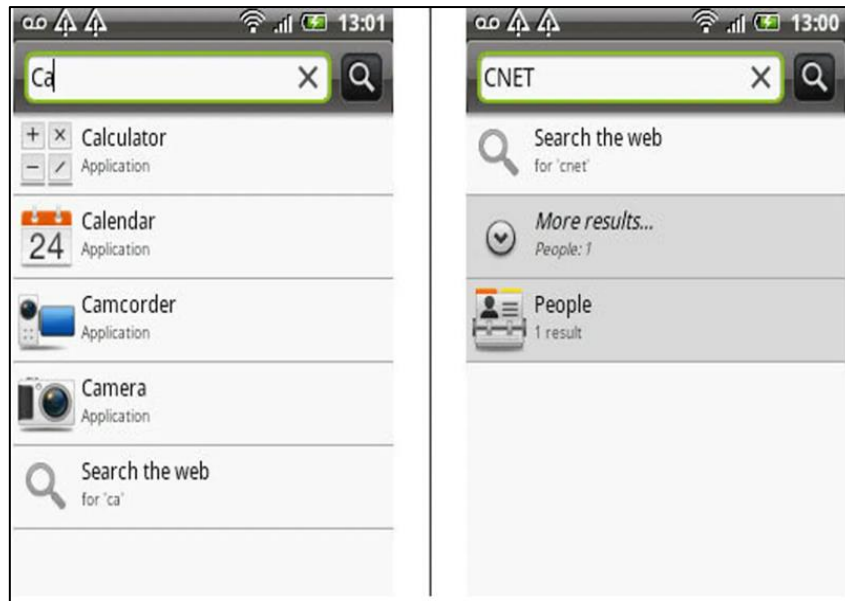 13:01
Ca
Calculator
Application
Calendar
24
Application
Camcorder
Application
Camera
Application
Search the web
for 'ca'
13:00
CNET
Search the web
for 'cnet'
More results...
People: 1
People
1 result